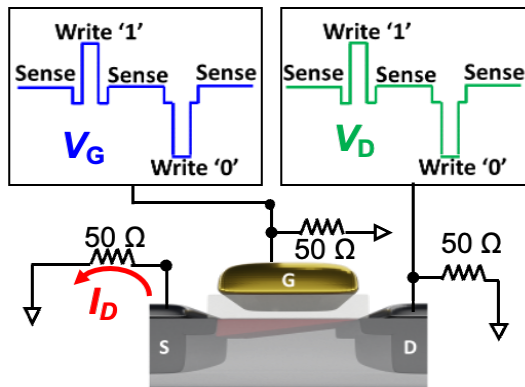 Write ‘1’
Sense Sense Sense
V_G
Write ‘0’
Write ‘1’
Sense Sense Sense
V_D
Write ‘0’
50 Ω
50 Ω
50 Ω
I_D
G
S
D